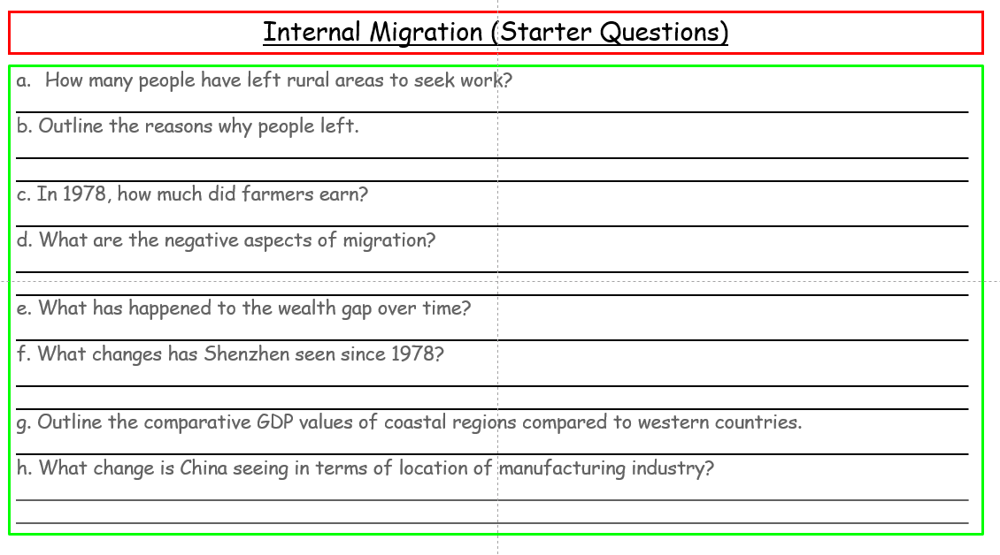 Internal Migration (Starter Questions)
a. How many people have left rural areas to seek work?
b. Outline the reasons why people left.
c. In 1978, how much did farmers earn?
d. What are the negative aspects of migration?
e. What has happened to the wealth gap over time?
f. What changes has Shenzhen seen since 1978?
g. Outline the comparative GDP values of coastal regions compared to western countries.
h. What change is China seeing in terms of location of manufacturing industry?